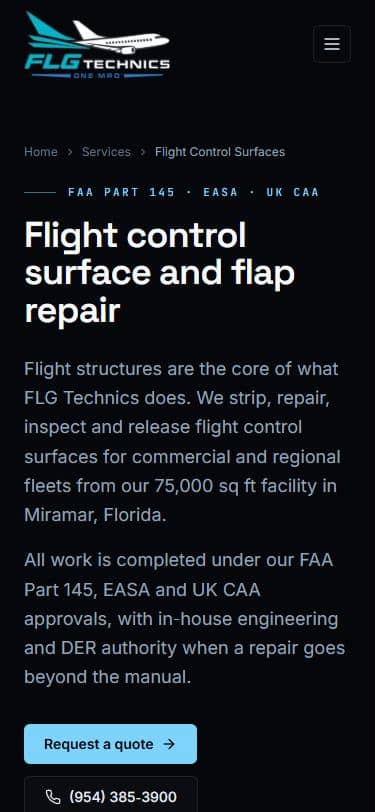 FLG TECHNICS
ONE MRO
Home > Services > Flight Control Surfaces
FAA PART 145 · EASA · UK CAA
Flight control
surface and flap
repair
Flight structures are the core of what
FLG Technics does. We strip, repair,
inspect and release flight control
surfaces for commercial and regional
fleets from our 75,000 sq ft facility in
Miramar, Florida.
All work is completed under our FAA
Part 145, EASA and UK CAA
approvals, with in-house engineering
and DER authority when a repair goes
beyond the manual.
Request a quote →
(954) 385-3900